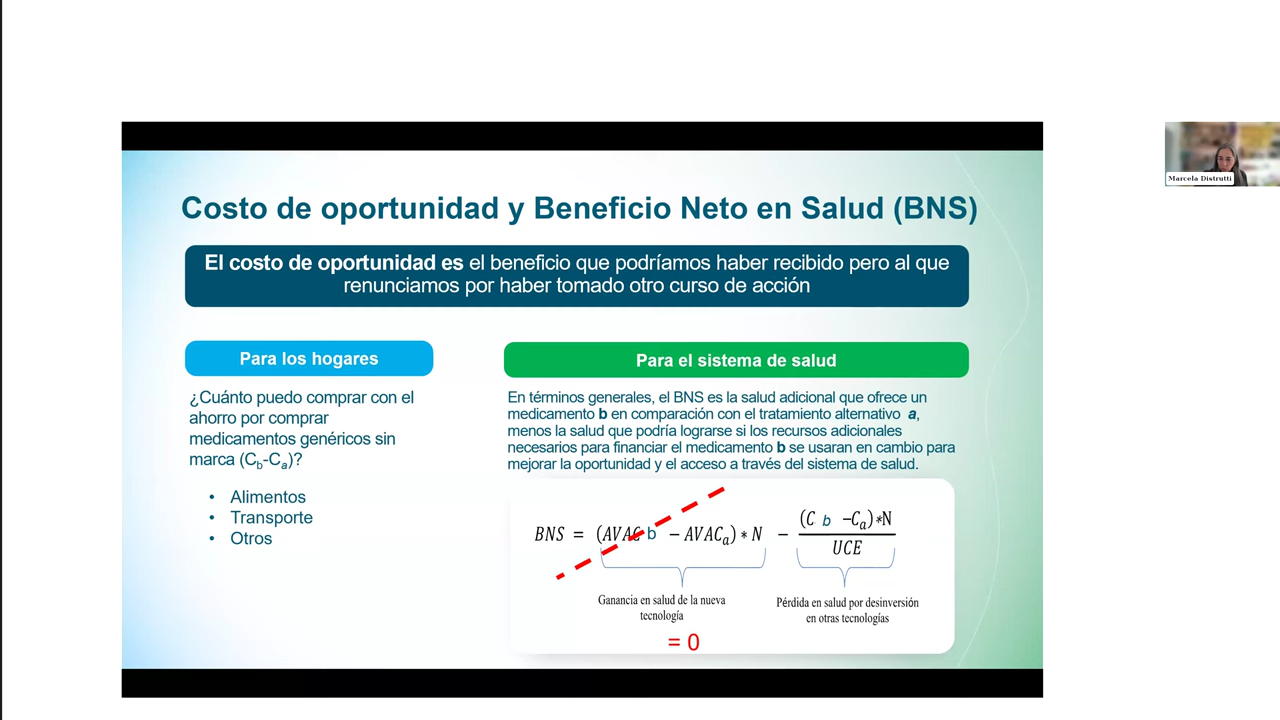 Costo de oportunidad y Beneficio Neto en Salud (BNS)
El costo de oportunidad es el beneficio que podríamos haber recibido pero al que
renunciamos por haber tomado otro curso de acción
Para los hogares
¿Cuánto puedo comprar con el
ahorro por comprar
medicamentos genéricos sin
marca (Cb-Ca)?
• Alimentos
• Transporte
• Otros
Para el sistema de salud
En términos generales, el BNS es la salud adicional que ofrece un
medicamento b en comparación con el tratamiento alternativo a,
menos la salud que podría lograrse si los recursos adicionales
necesarios para financiar el medicamento b se usaran en cambio para
mejorar la oportunidad y el acceso a través del sistema de salud.
BNS = (AVAC b − AVACa) * N − (C b −Ca)*N / UCE
Ganancia en salud de la nueva
tecnología
= 0
Pérdida en salud por desinversión
en otras tecnologías
Marcela Distrutti